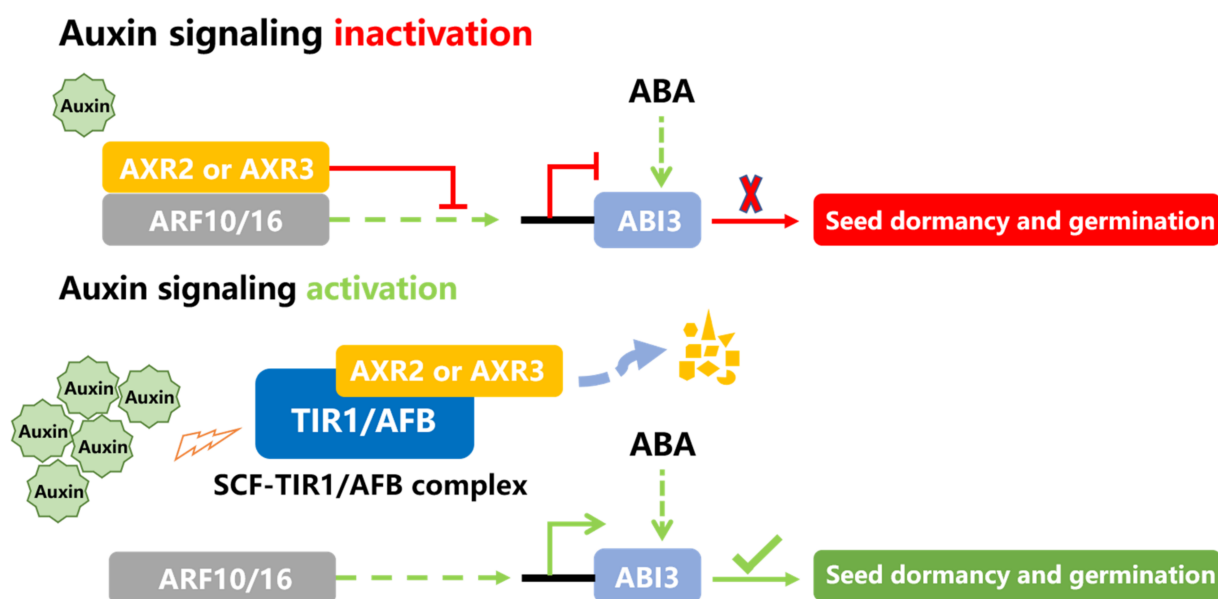 Auxin signaling inactivation
Auxin
ABA
AXR2 or AXR3
ARF10/16
ABI3
Seed dormancy and germination
Auxin signaling activation
AXR2 or AXR3
Auxin
Auxin
Auxin
Auxin
Auxin
TIR1/AFB
SCF-TIR1/AFB complex
ABA
ARF10/16
ABI3
Seed dormancy and germination